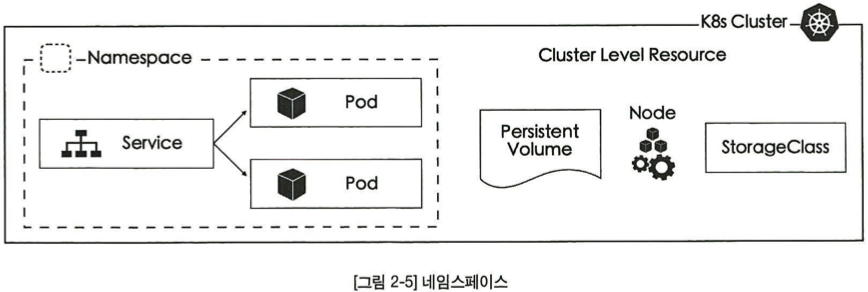 K8s Cluster
Namespace
Cluster Level Resource
Pod
Service
Pod
Persistent
Volume
Node
StorageClass
[그림 2-5] 네임스페이스